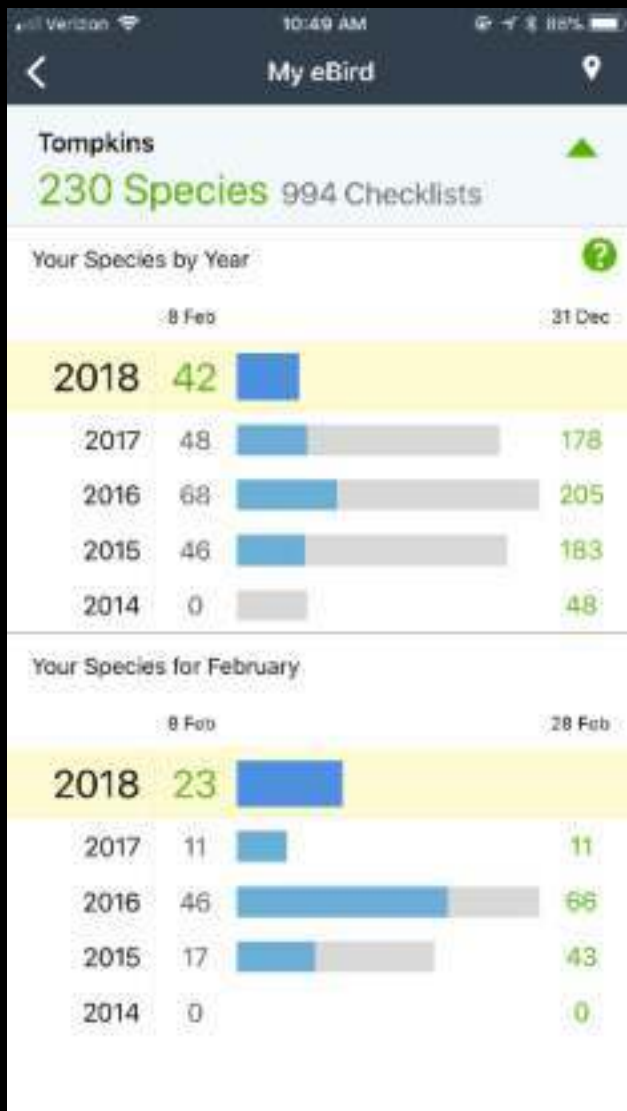 Verizon 10:49 AM 88%
My eBird
Tompkins
230 Species 994 Checklists
Your Species by Year
?
8 Feb 31 Dec
2018 42
2017 48 178
2016 68 205
2015 46 183
2014 0 48
Your Species for February
8 Feb 28 Feb
2018 23
2017 11 11
2016 46 66
2015 17 43
2014 0 0